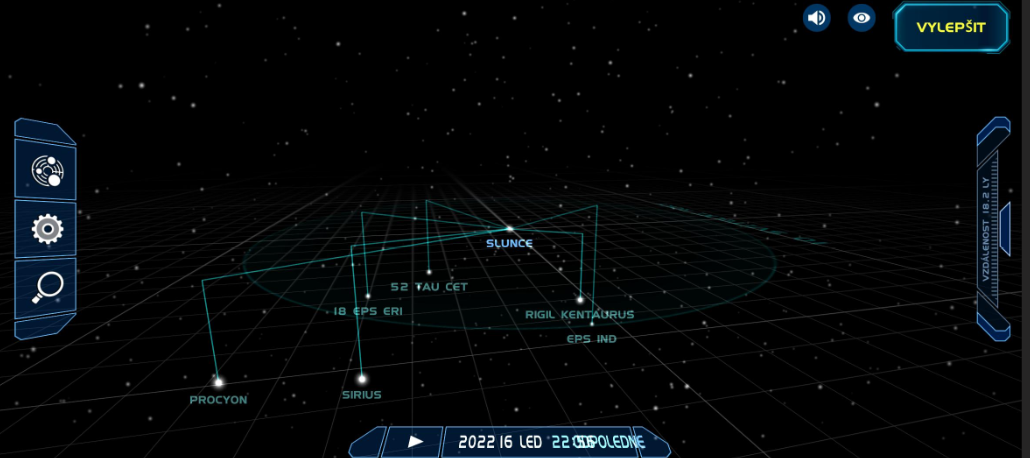 VYLEPŠIT
VZDÁLENOST 18.2 LY
SLUNCE
52 TAU CET
18 EPS ERI
RIGIL KENTAURUS
EPS IND
SIRIUS
PROCYON
2022 16 LED 22